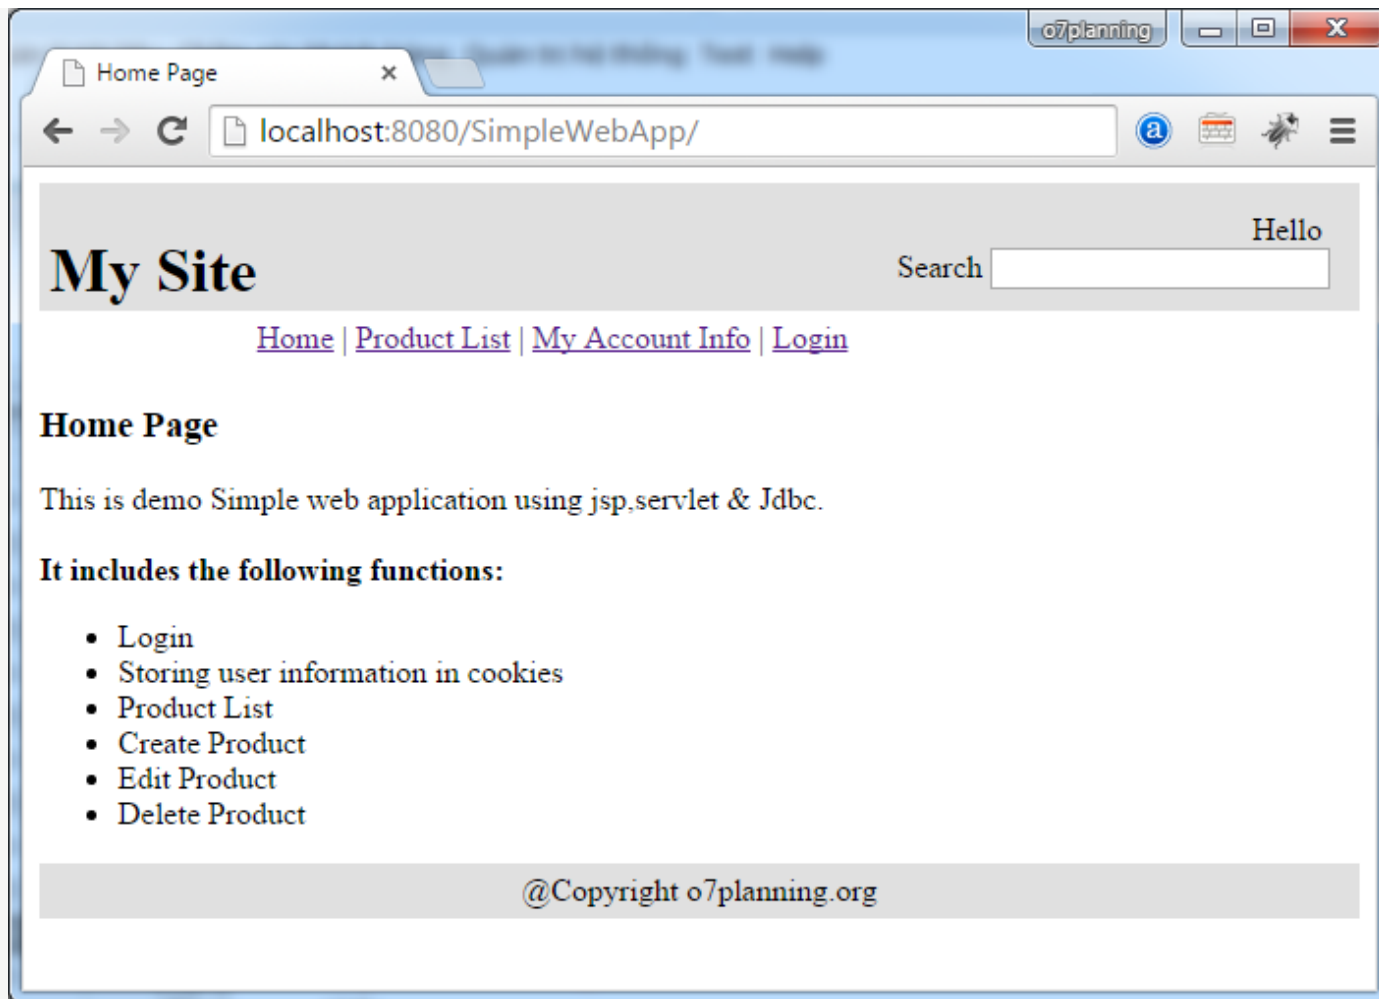 o7planning
Home Page
localhost:8080/SimpleWebApp/
Hello
My Site
Search
Home | Product List | My Account Info | Login
Home Page
This is demo Simple web application using jsp,servlet & Jdbc.
It includes the following functions:
Login
Storing user information in cookies
Product List
Create Product
Edit Product
Delete Product
@Copyright o7planning.org